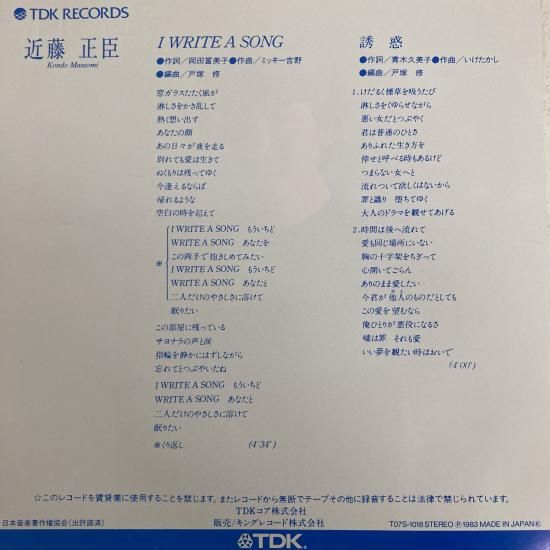 TDK RECORDS
近藤 正臣
Kondo Masaomi
I WRITE A SONG
●作詞／岡田冨美子●作曲／ミッキー吉野
●編曲／戸塚 修
窓ガラスたたく風が
淋しさをかき乱して
熱く想い出す
あなたの顔
あの日々が夜を走る
別れても愛は生きて
ぬくもりは残ってゆく
今逢えるならば
帰れるような
空白の時を超えて
※
I WRITE A SONG もういちど
WRITE A SONG あなたを
この両手で抱きしめてみたい
I WRITE A SONG もういちど
WRITE A SONG あなたと
二人だけのやさしさに溶けて
眠りたい
この部屋に残っている
サヨナラの声と涙
指輪を静かにはずしながら
忘れてとつぶやいたね
I WRITE A SONG もういちど
WRITE A SONG あなたと
二人だけのやさしさに溶けて
眠りたい
※くり返し (4′34″)
誘惑
●作詞／青木久美子●作曲／いけたかし
●編曲／戸塚 修
1.けだるく煙草を吸うたび
淋しさをくゆらせながら
悪い女だとつぶやく
君は普通のひとさ
ありふれた生き方を
倖せと呼べる時もあるけど
つまらない女へと
流れついて欲しくはないから
罪と識り 堕ちてゆく
大人のドラマを観せてあげる
2.時間は後へ流れて
愛も同じ場所にいない
胸の十字架をちぎって
心開いてごらん
ありのまま愛したい
今君が他人のものだとしても
この愛を望むなら
俺ひとりが悪役になるさ
嘘は罪 それも愛
いい夢を観たい時はおいで
(4′00″)
☆このレコードを賃貸業に使用することを禁じます。またレコードから無断でテープその他に録音することは法律で禁じられています。
TDKコア株式会社
日本音楽著作権協会(出許諾済)
販売／キングレコード株式会社
T07S-1018 STEREO Ⓟ1983 MADE IN JAPAN Ⓚ
TDK